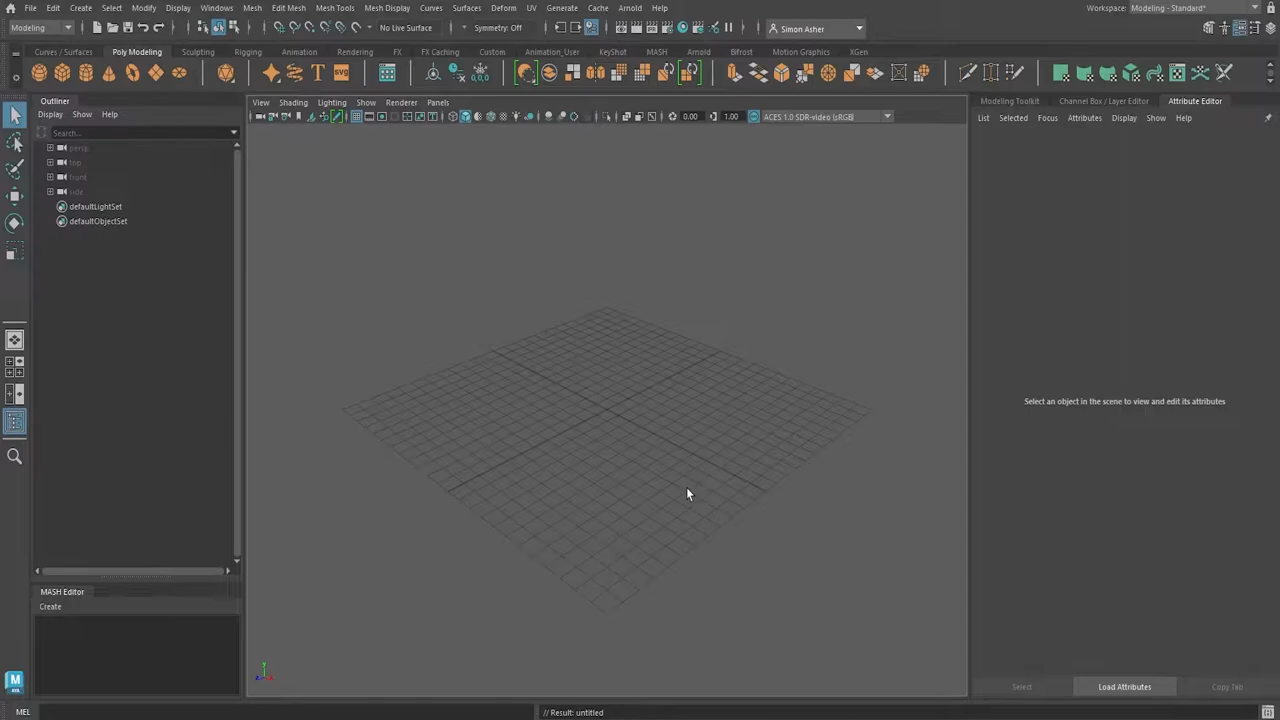 File Edit Create Select Modify Display Windows Mesh Edit Mesh Mesh Tools Mesh Display Curves Surfaces Deform UV Generate Cache Arnold Help
Workspace: Modeling - Standard*
Modeling No Live Surface Symmetry: Off Simon Asher
Curves / Surfaces Poly Modeling Sculpting Rigging Animation Rendering FX FX Caching Custom Animation_User KeyShot MASH Arnold Bifrost Motion Graphics XGen
T SVG 0,0,0
Outliner
Display Show Help
Search...
persp
top
front
side
defaultLightSet
defaultObjectSet
MASH Editor
Create
View Shading Lighting Show Renderer Panels
0.00 1.00 ACES 1.0 SDR-video (sRGB)
Modeling Toolkit Channel Box / Layer Editor Attribute Editor
List Selected Focus Attributes Display Show Help
Select an object in the scene to view and edit its attributes
Select Load Attributes Copy Tab
M
MEL // Result: untitled